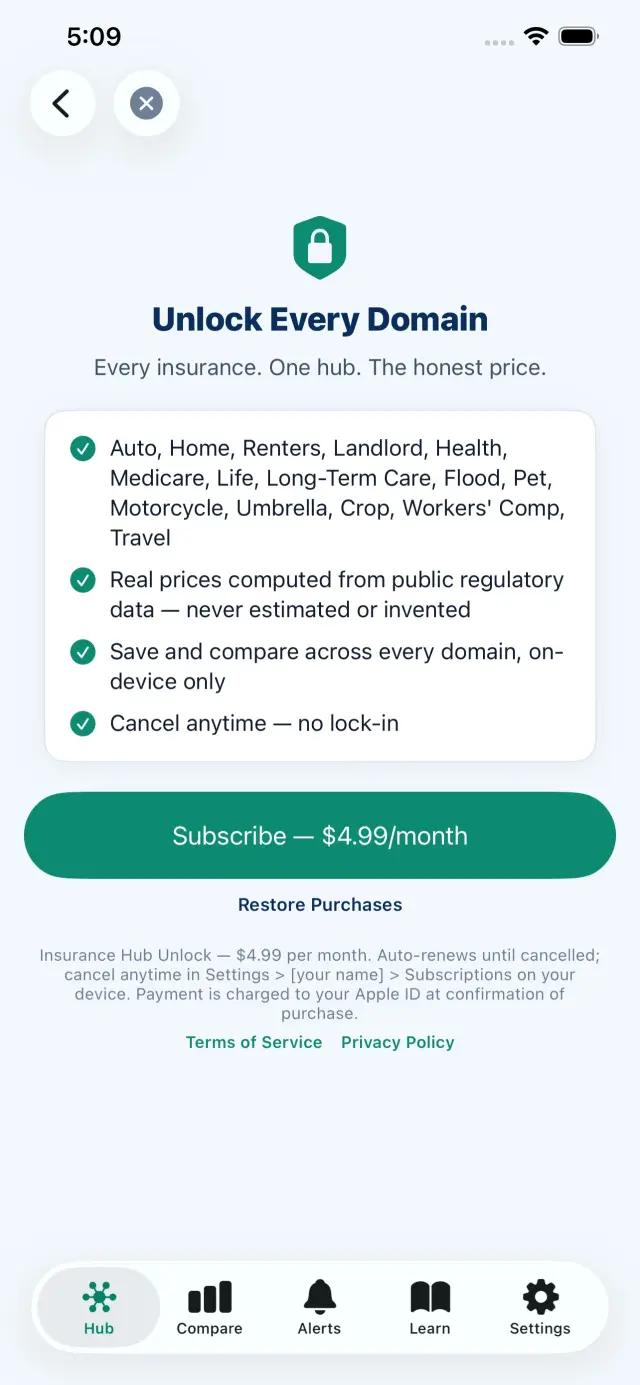 5:09
Unlock Every Domain
Every insurance. One hub. The honest price.
Auto, Home, Renters, Landlord, Health,
Medicare, Life, Long-Term Care, Flood, Pet,
Motorcycle, Umbrella, Crop, Workers' Comp,
Travel
Real prices computed from public regulatory
data — never estimated or invented
Save and compare across every domain, on-
device only
Cancel anytime — no lock-in
Subscribe — $4.99/month
Restore Purchases
Insurance Hub Unlock — $4.99 per month. Auto-renews until cancelled;
cancel anytime in Settings > [your name] > Subscriptions on your
device. Payment is charged to your Apple ID at confirmation of
purchase.
Terms of Service Privacy Policy
Hub Compare Alerts Learn Settings